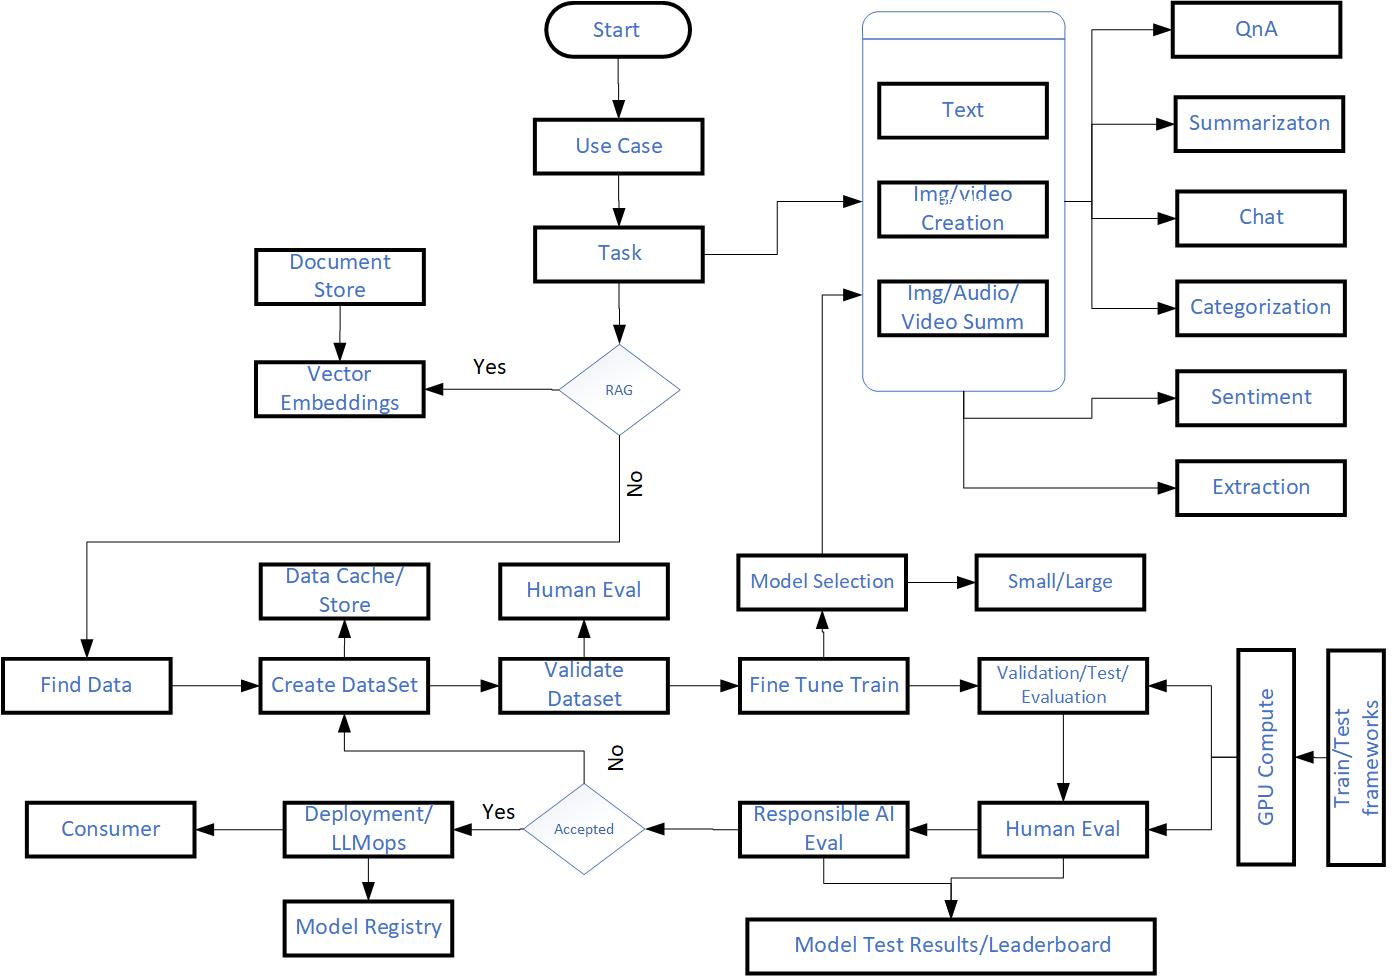 Start
Use Case
Task
RAG
Yes
No
Document
Store
Vector
Embeddings
Text
Img/video
Creation
Img/Audio/
Video Summ
QnA
Summarizaton
Chat
Categorization
Sentiment
Extraction
Model Selection
Small/Large
Data Cache/
Store
Human Eval
Find Data
Create DataSet
Validate
Dataset
Fine Tune Train
Validation/Test/
Evaluation
GPU Compute
Train/Test
frameworks
No
Consumer
Deployment/
LLMops
Yes
Accepted
Responsible AI
Eval
Human Eval
Model Registry
Model Test Results/Leaderboard